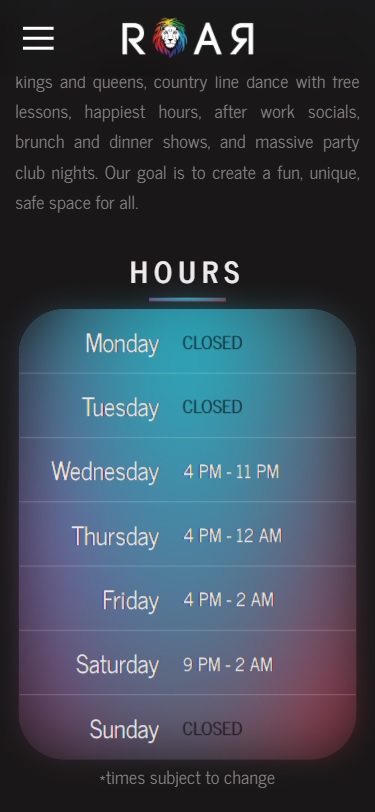 ROAR
kings and queens, country line dance with free
lessons, happiest hours, after work socials,
brunch and dinner shows, and massive party
club nights. Our goal is to create a fun, unique,
safe space for all.
HOURS
Monday CLOSED
Tuesday CLOSED
Wednesday 4 PM - 11 PM
Thursday 4 PM - 12 AM
Friday 4 PM - 2 AM
Saturday 9 PM - 2 AM
Sunday CLOSED
*times subject to change